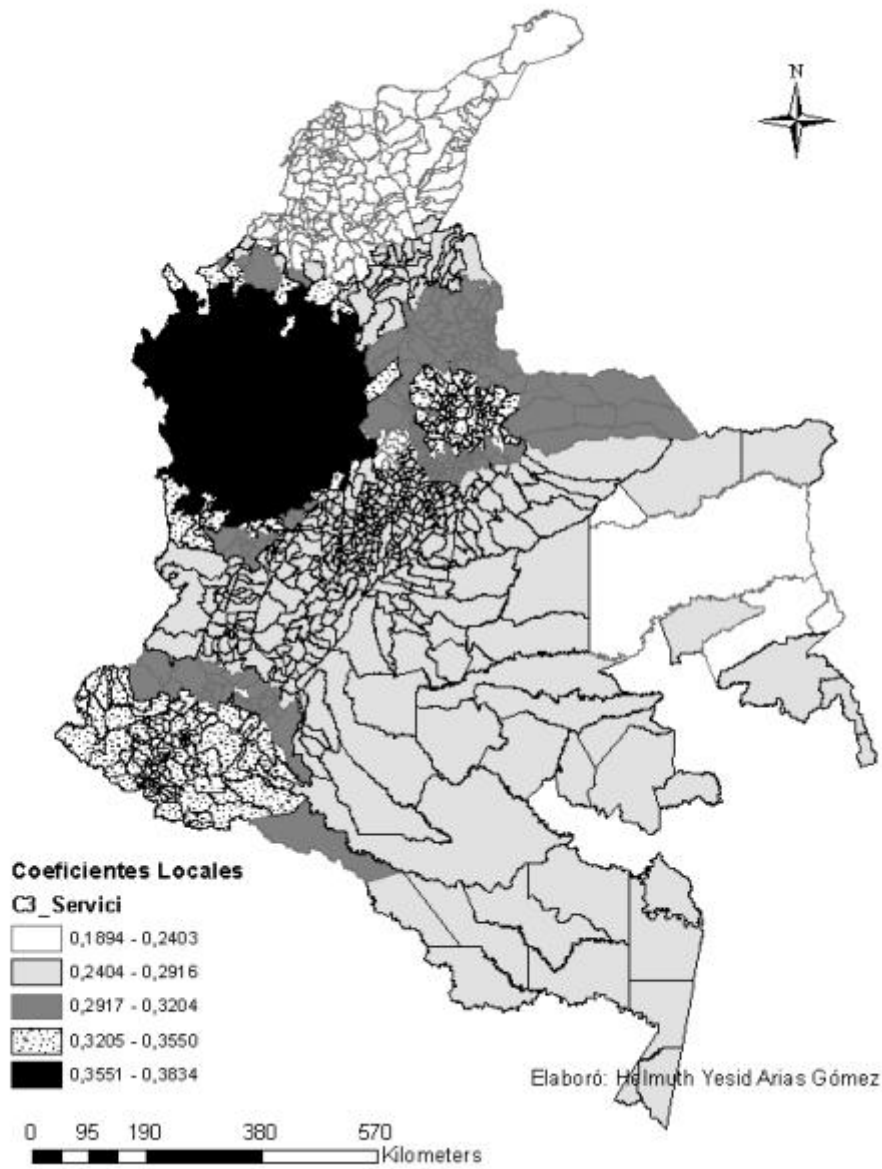 N
Coeficientes Locales
C3_Servici
0,1894 - 0,2403
0,2404 - 0,2916
0,2917 - 0,3204
0,3205 - 0,3550
0,3551 - 0,3834
Elaboró: Helmuth Yesid Arias Gómez
0 95 190 380 570
Kilometers